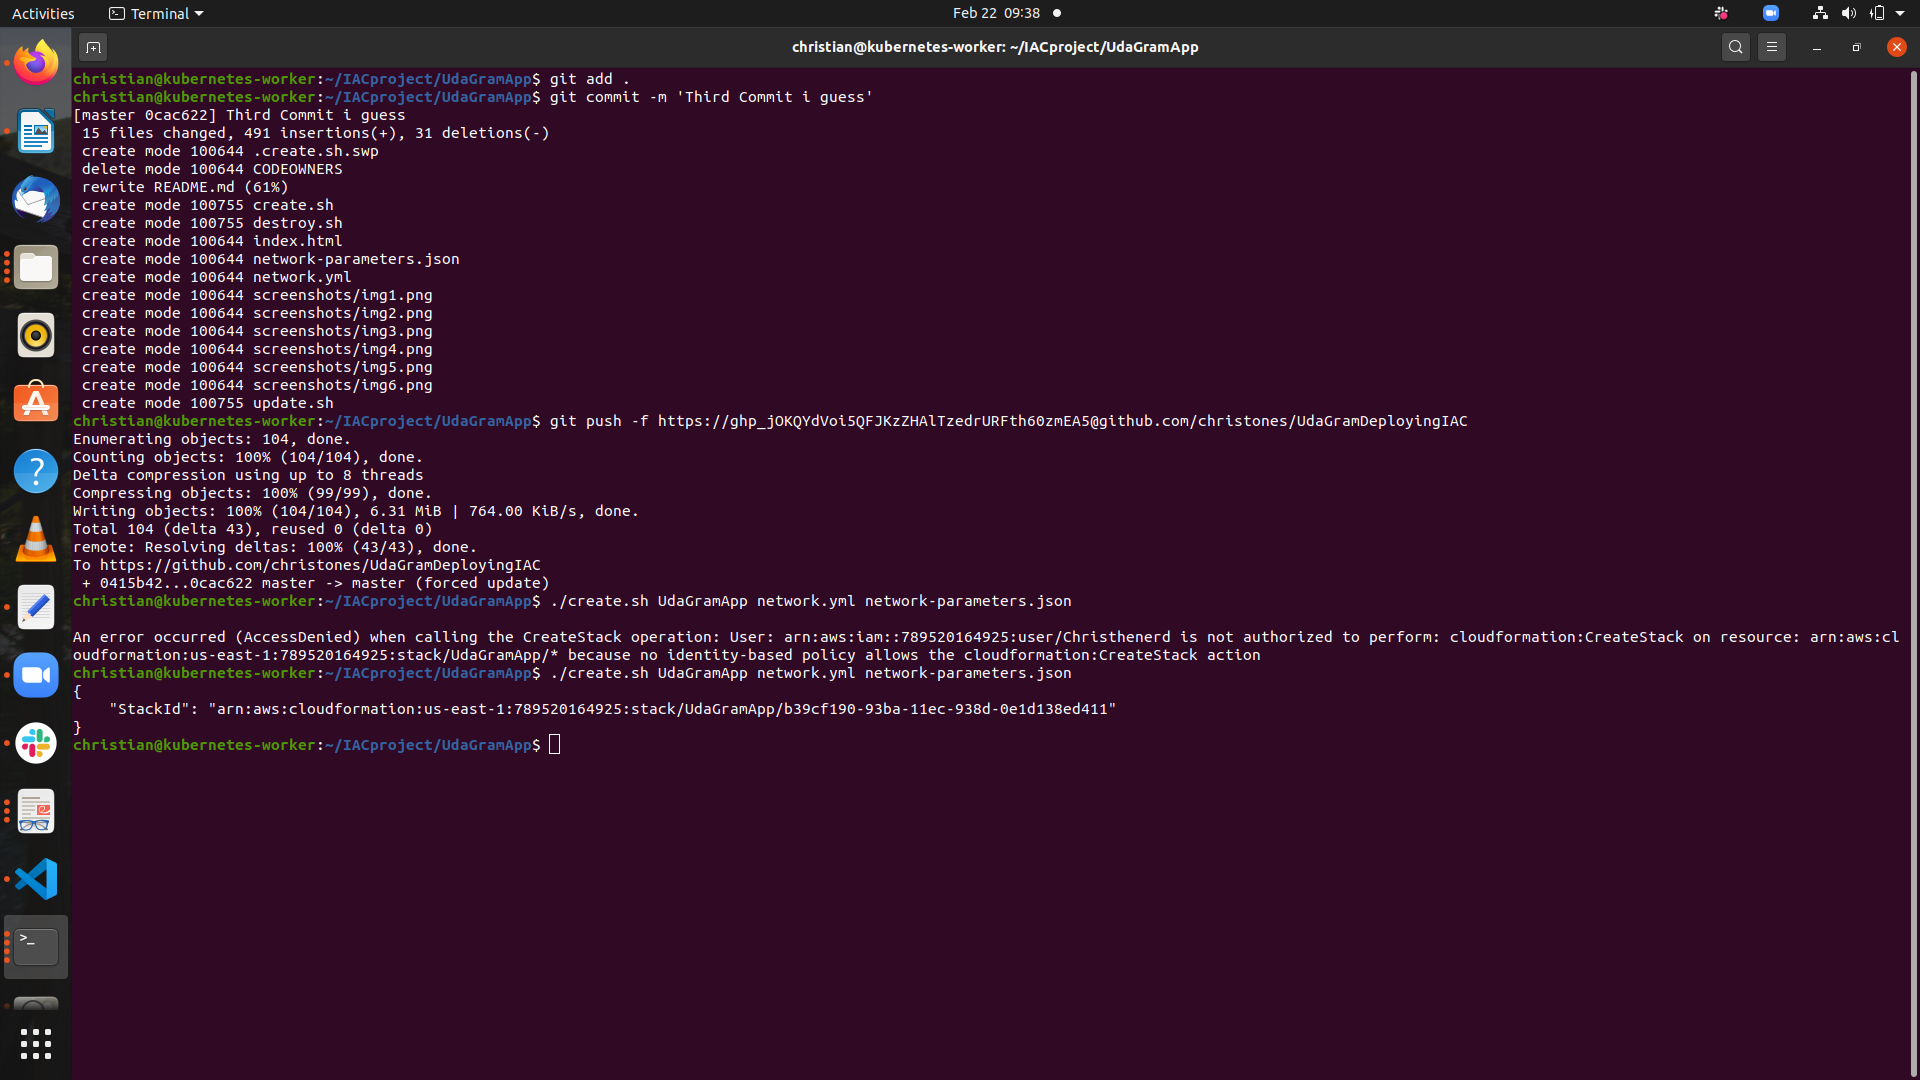 Activities
Terminal
Feb 22 09:38
christian@kubernetes-worker: ~/IACproject/UdaGramApp
christian@kubernetes-worker:~/IACproject/UdaGramApp$ git add .
christian@kubernetes-worker:~/IACproject/UdaGramApp$ git commit -m 'Third Commit i guess'
[master 0cac622] Third Commit i guess
15 files changed, 491 insertions(+), 31 deletions(-)
create mode 100644 .create.sh.swp
delete mode 100644 CODEOWNERS
rewrite README.md (61%)
create mode 100755 create.sh
create mode 100755 destroy.sh
create mode 100644 index.html
create mode 100644 network-parameters.json
create mode 100644 network.yml
create mode 100644 screenshots/img1.png
create mode 100644 screenshots/img2.png
create mode 100644 screenshots/img3.png
create mode 100644 screenshots/img4.png
create mode 100644 screenshots/img5.png
create mode 100644 screenshots/img6.png
create mode 100755 update.sh
christian@kubernetes-worker:~/IACproject/UdaGramApp$ git push -f https://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@github.com/christones/UdaGramDeployingIAC
Enumerating objects: 104, done.
Counting objects: 100% (104/104), done.
Delta compression using up to 8 threads
Compressing objects: 100% (99/99), done.
Writing objects: 100% (104/104), 6.31 MiB | 764.00 KiB/s, done.
Total 104 (delta 43), reused 0 (delta 0)
remote: Resolving deltas: 100% (43/43), done.
To https://github.com/christones/UdaGramDeployingIAC
+ 0415b42...0cac622 master -> master (forced update)
christian@kubernetes-worker:~/IACproject/UdaGramApp$ ./create.sh UdaGramApp network.yml network-parameters.json
An error occurred (AccessDenied) when calling the CreateStack operation: User: arn:aws:iam::789520164925:user/Christhenerd is not authorized to perform: cloudformation:CreateStack on resource: arn:aws:cl
oudformation:us-east-1:789520164925:stack/UdaGramApp/* because no identity-based policy allows the cloudformation:CreateStack action
christian@kubernetes-worker:~/IACproject/UdaGramApp$ ./create.sh UdaGramApp network.yml network-parameters.json
{
"StackId": "arn:aws:cloudformation:us-east-1:789520164925:stack/UdaGramApp/b39cf190-93ba-11ec-938d-0e1d138ed411"
}
christian@kubernetes-worker:~/IACproject/UdaGramApp$